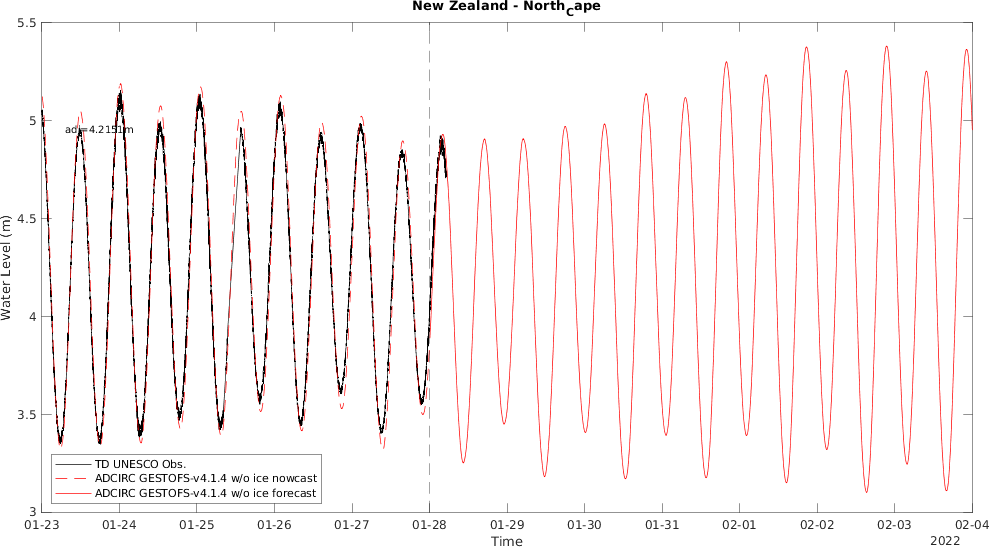 New Zealand - NorthCape
5.5
5
4.5
4
3.5
3
Water Level (m)
adj=4.2151m
TD UNESCO Obs.
ADCIRC GESTOFS-v4.1.4 w/o ice nowcast
ADCIRC GESTOFS-v4.1.4 w/o ice forecast
01-23 01-24 01-25 01-26 01-27 01-28 01-29 01-30 01-31 02-01 02-02 02-03 02-04
Time
2022